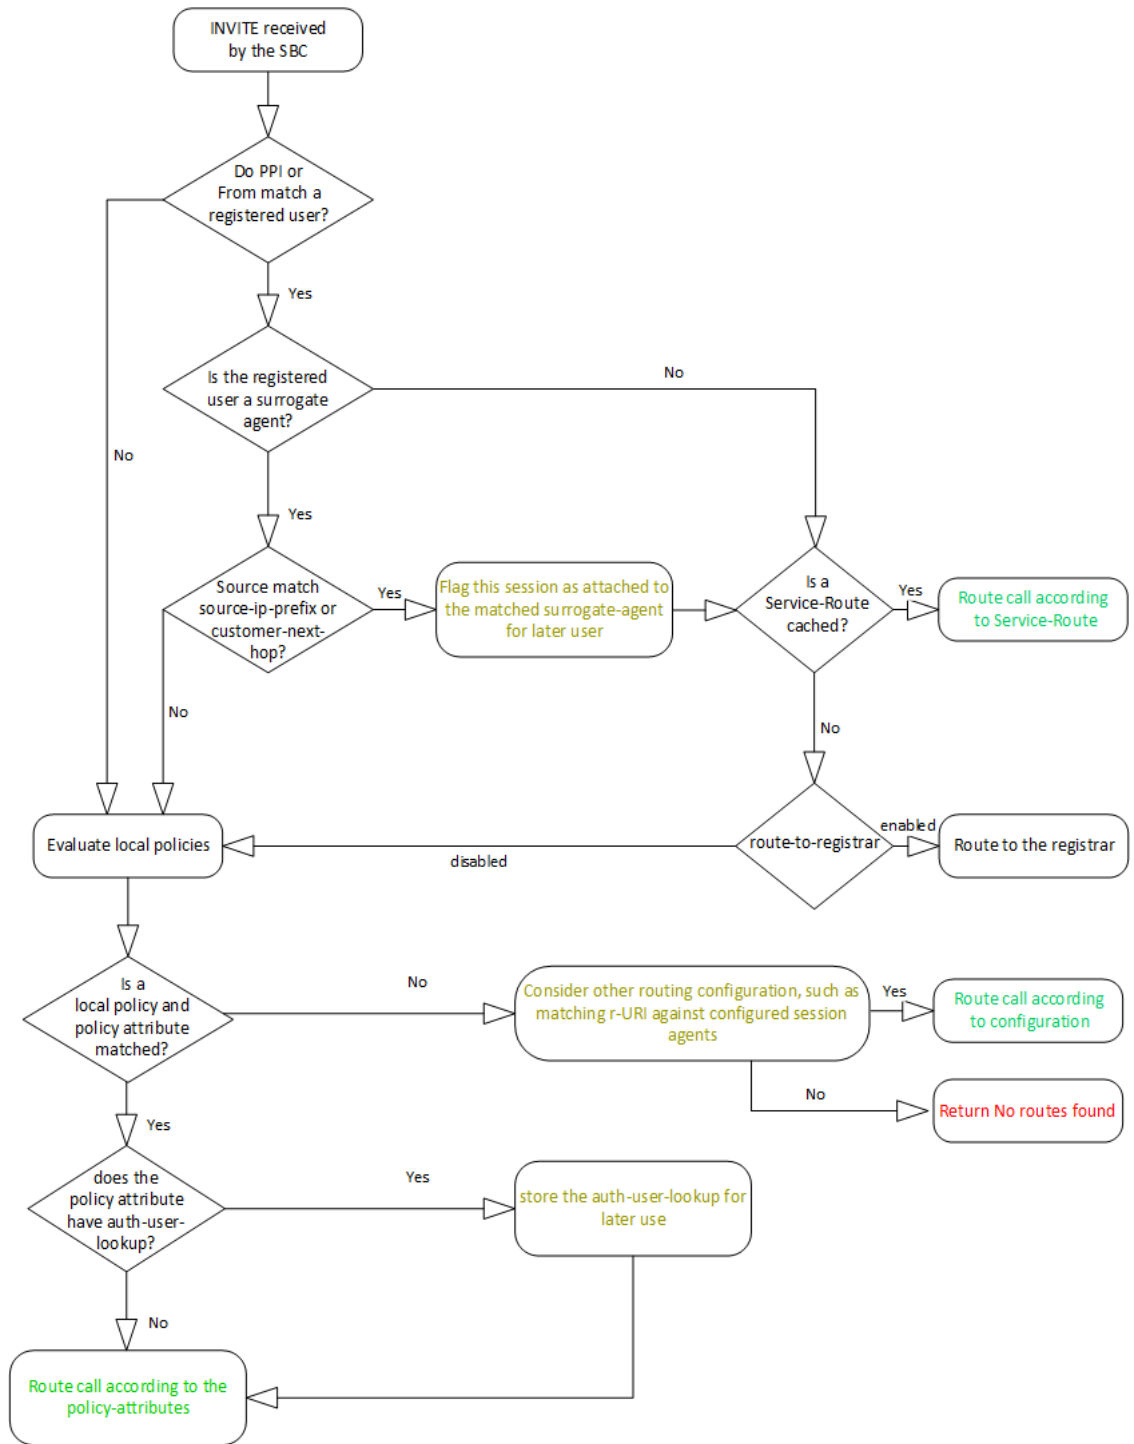 INVITE received
by the SBC
Do PPI or
From match a
registered user?
Yes
Is the registered
user a surrogate
agent?
No
No
Yes
Source match
source-ip-prefix or
customer-next-
hop?
Yes
Flag this session as attached to
the matched surrogate-agent
for later user
Is a
Service-Route
cached?
Yes
Route call according
to Service-Route
No
No
Evaluate local policies
disabled
route-to-registrar
enabled
Route to the registrar
Is a
local policy and
policy attribute
matched?
No
Consider other routing configuration, such as
matching r-URI against configured session
agents
Yes
Route call according
to configuration
No
Return No routes found
Yes
does the
policy attribute
have auth-user-
lookup?
Yes
store the auth-user-lookup for
later use
No
Route call according to the
policy-attributes